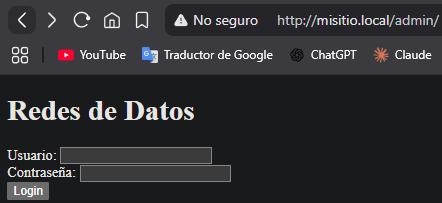 No seguro http://misitio.local/admin/
YouTube Traductor de Google ChatGPT Claude
Redes de Datos
Usuario:
Contraseña:
Login